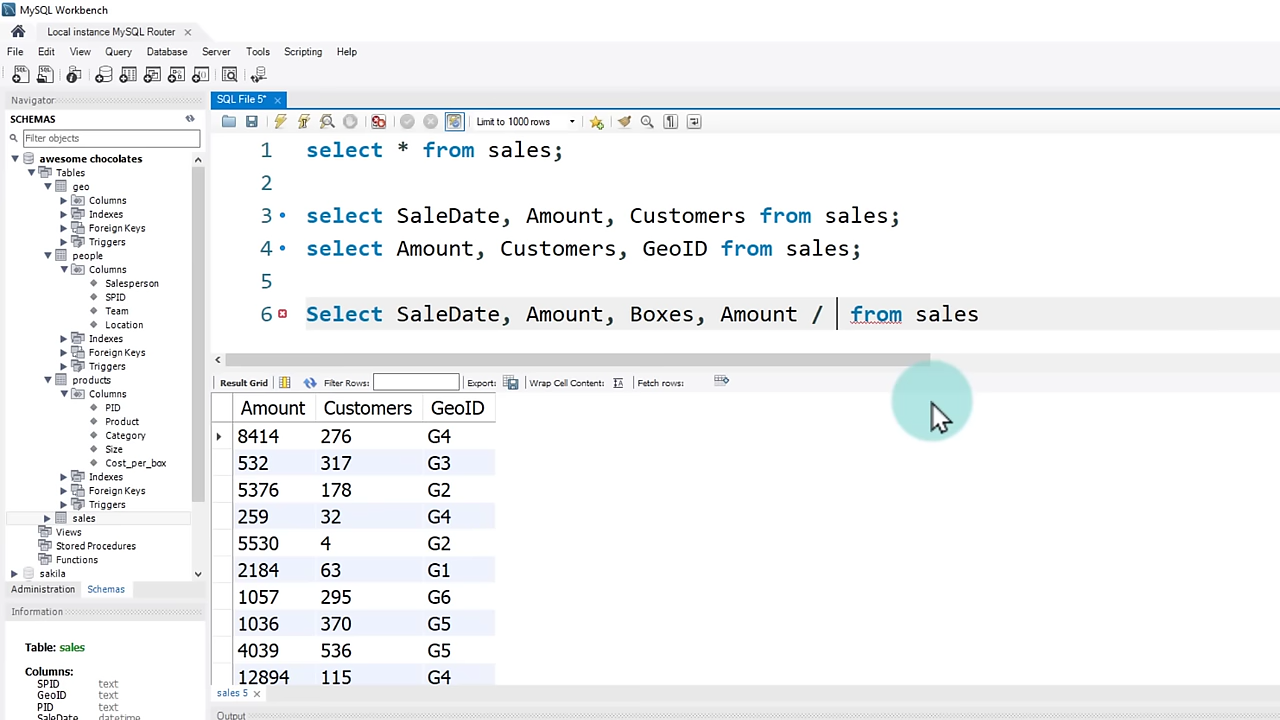 MySQL Workbench
Local instance MySQL Router
File Edit View Query Database Server Tools Scripting Help
Navigator
SCHEMAS
Filter objects
awesome chocolates
Tables
geo
Columns
Indexes
Foreign Keys
Triggers
people
Columns
Salesperson
SPID
Team
Location
Indexes
Foreign Keys
Triggers
products
Columns
PID
Product
Category
Size
Cost_per_box
Indexes
Foreign Keys
Triggers
sales
Views
Stored Procedures
Functions
sakila
Administration Schemas
Information
Table: sales
Columns:
SPID text
GeoID text
PID text
SaleDate datetime
SQL File 5*
Limit to 1000 rows
1 select * from sales;
2
3 select SaleDate, Amount, Customers from sales;
4 select Amount, Customers, GeoID from sales;
5
6 Select SaleDate, Amount, Boxes, Amount / from sales
Result Grid Filter Rows: Export: Wrap Cell Content: Fetch rows:
Amount Customers GeoID
8414 276 G4
532 317 G3
5376 178 G2
259 32 G4
5530 4 G2
2184 63 G1
1057 295 G6
1036 370 G5
4039 536 G5
12894 115 G4
sales 5
Output